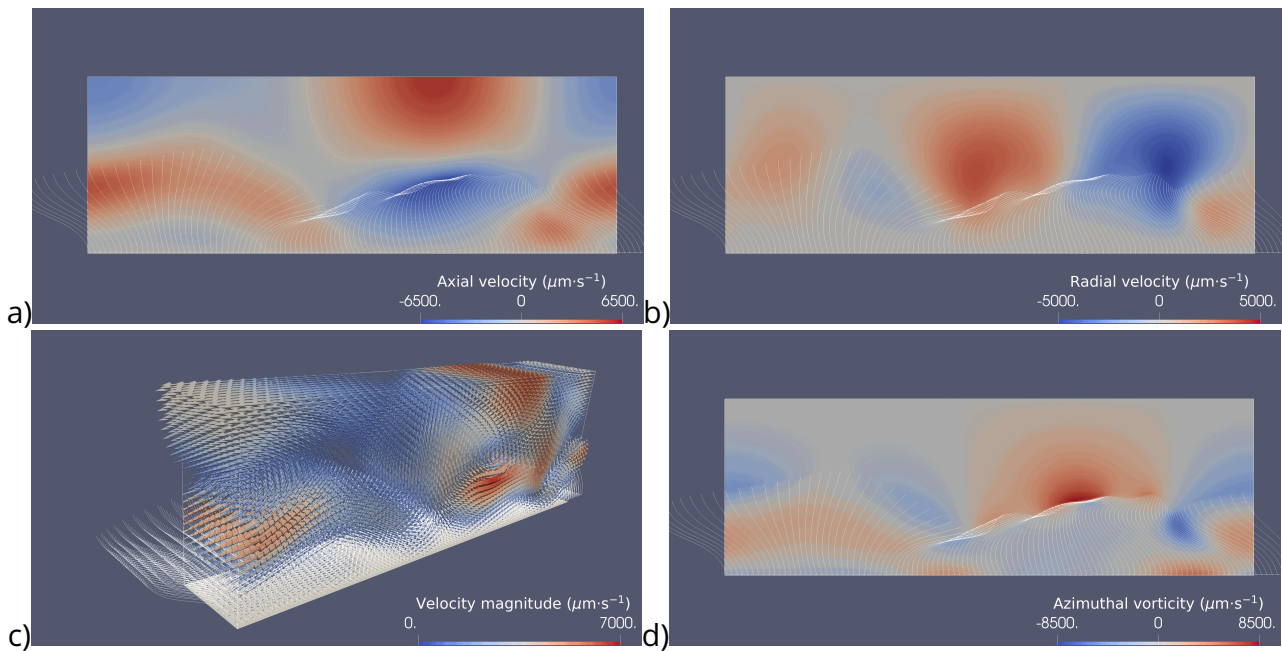 Axial velocity (μm·s⁻¹)
-6500. 0 6500.
a)
Radial velocity (μm·s⁻¹)
-5000. 0 5000.
b)
Velocity magnitude (μm·s⁻¹)
0. 7000.
c)
Azimuthal vorticity (μm·s⁻¹)
-8500. 0 8500.
d)